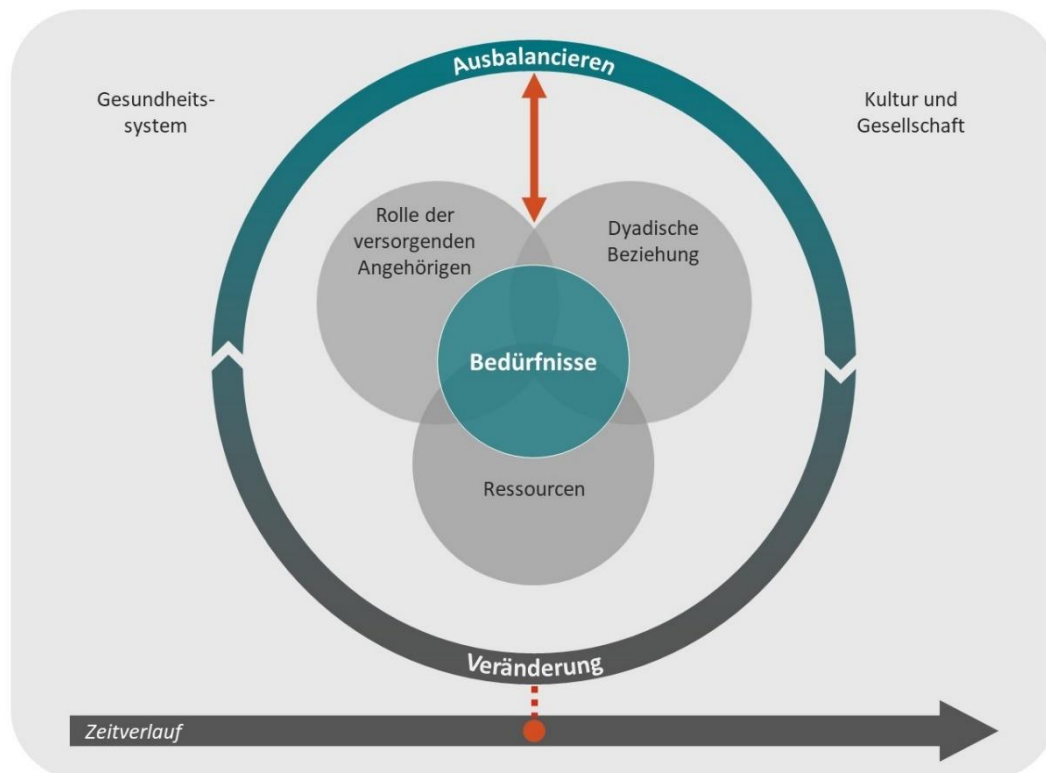 Ausbalancieren
Gesundheits-
system
Kultur und
Gesellschaft
Rolle der
versorgenden
Angehörigen
Dyadische
Beziehung
Bedürfnisse
Ressourcen
Veränderung
Zeitverlauf